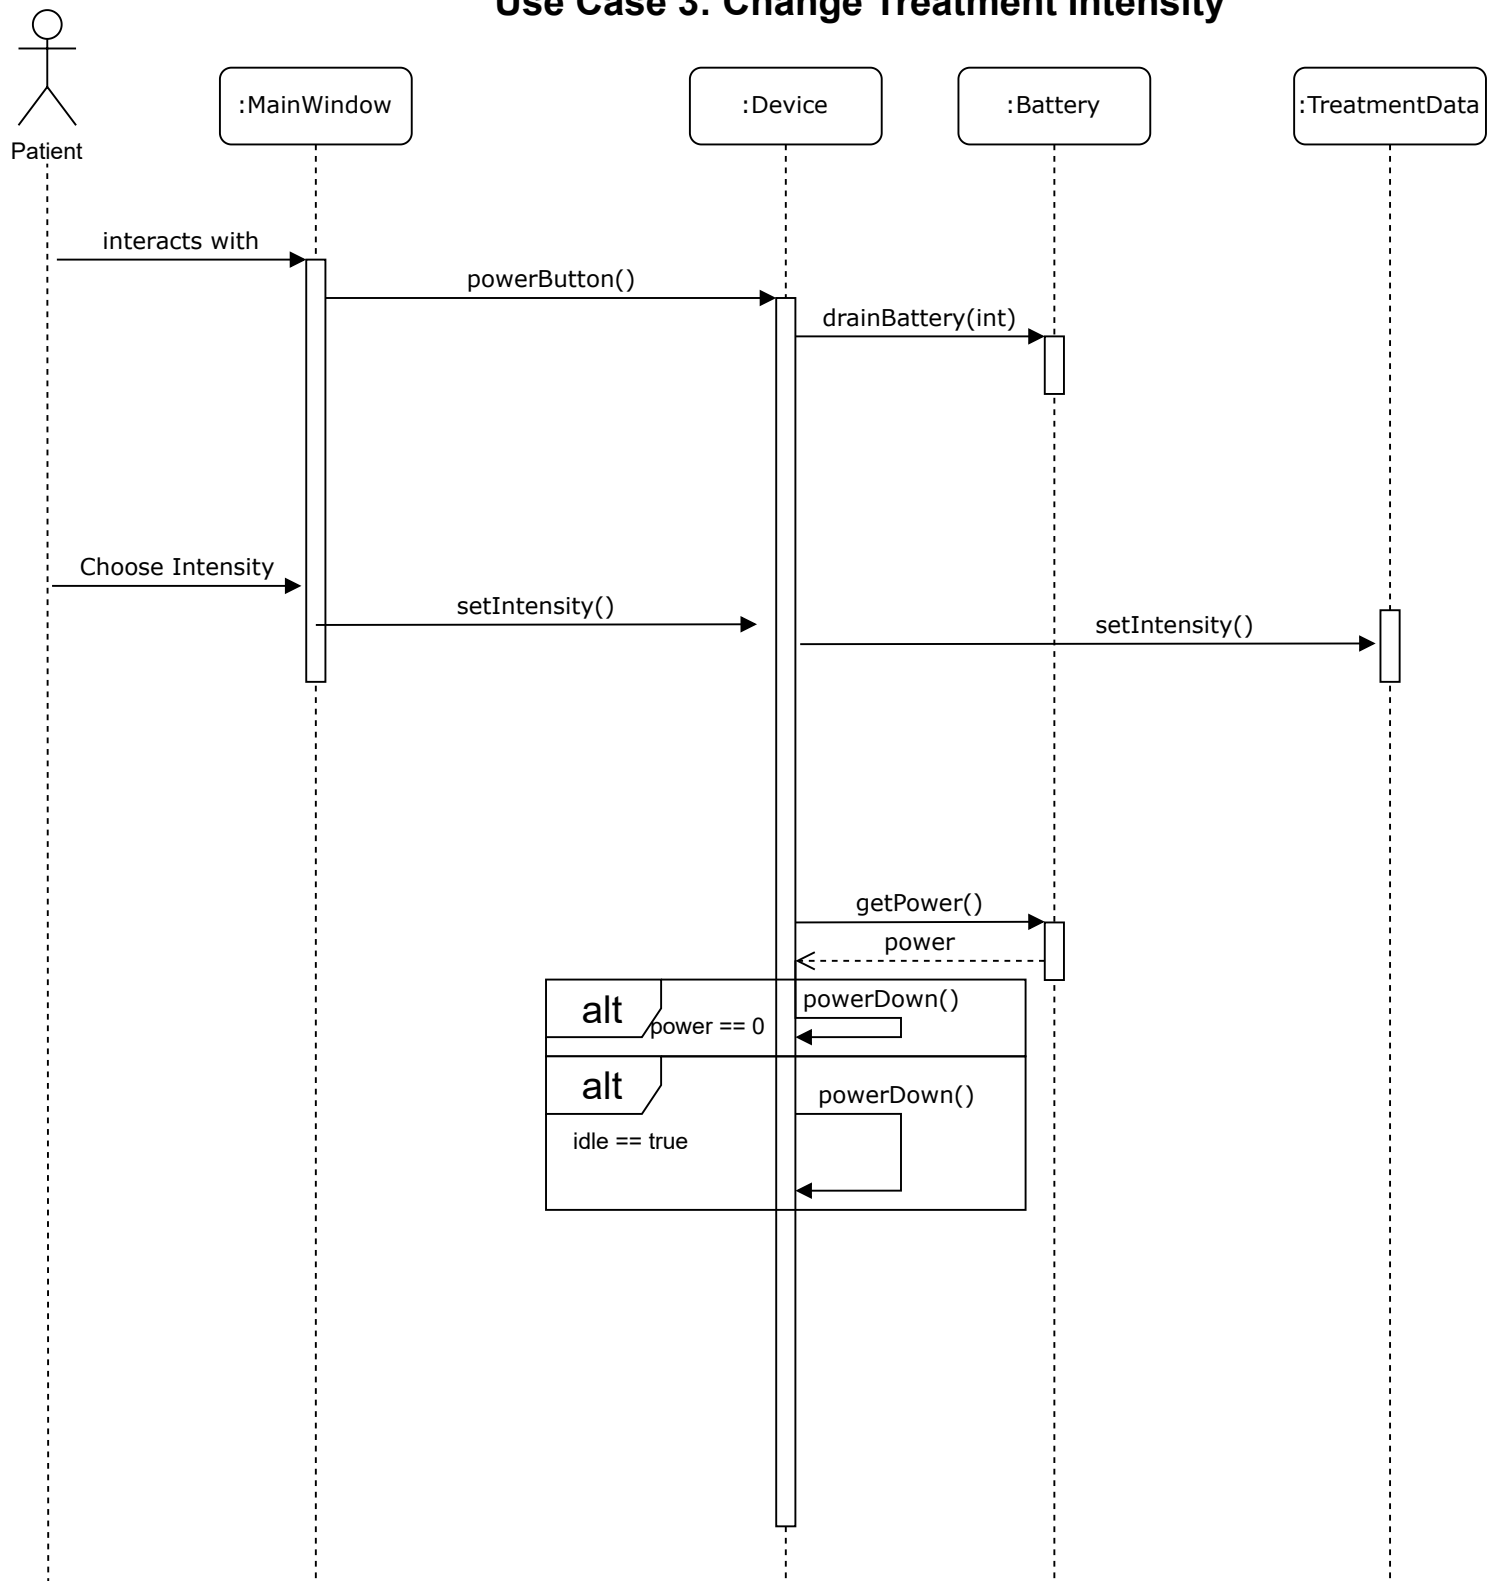 Use Case 3: Change Treatment Intensity
:MainWindow
:Device
:Battery
:TreatmentData
Patient
interacts with
powerButton()
drainBattery(int)
Choose Intensity
setIntensity()
setIntensity()
getPower()
power
alt
powerDown()
power == 0
alt
powerDown()
idle == true